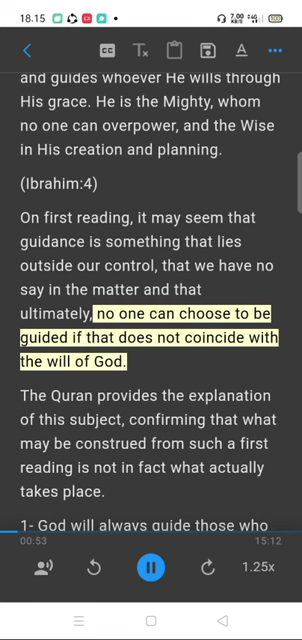 18.15
7,00
KB/S
and guides whoever He wills through
His grace. He is the Mighty, whom
no one can overpower, and the Wise
in His creation and planning.
(Ibrahim:4)
On first reading, it may seem that
guidance is something that lies
outside our control, that we have no
say in the matter and that
ultimately, no one can choose to be
guided if that does not coincide with
the will of God.
The Quran provides the explanation
of this subject, confirming that what
may be construed from such a first
reading is not in fact what actually
takes place.
1- God will always guide those who
00:53
15:12
1.25x